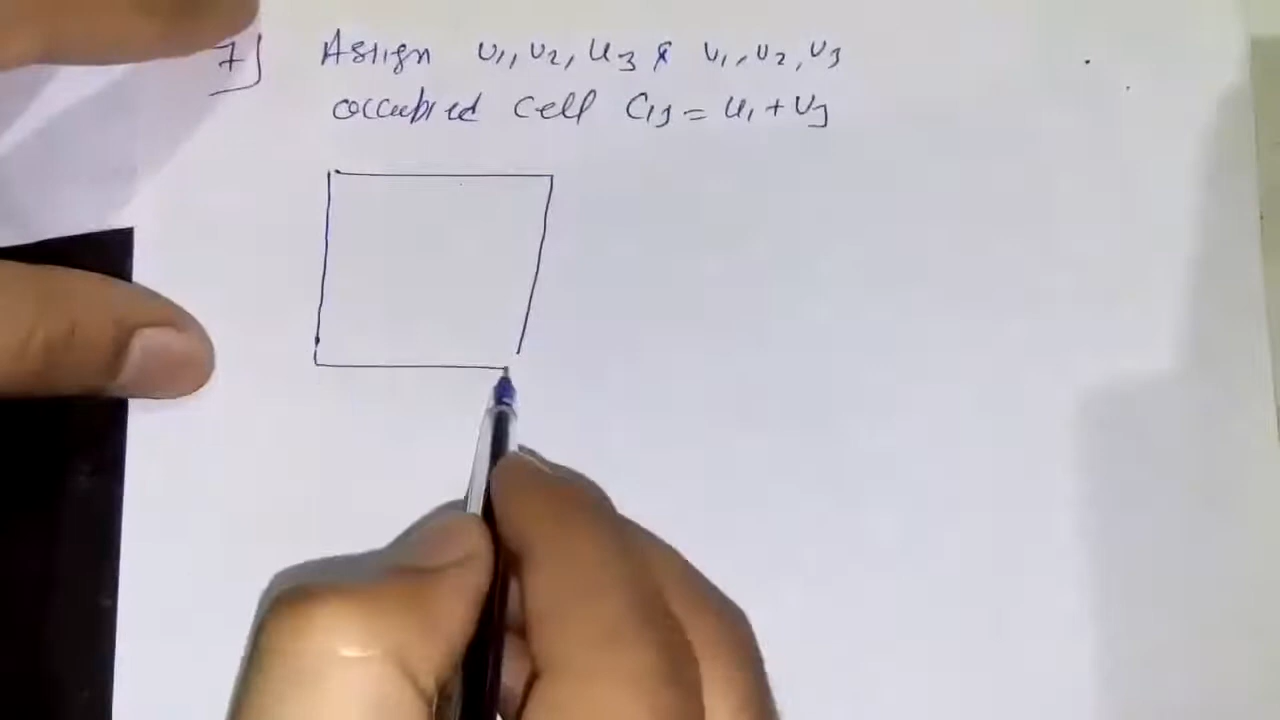 7) Assign u1, u2, u3 & v1, v2, v3
occupied cell Cij = ui + vj